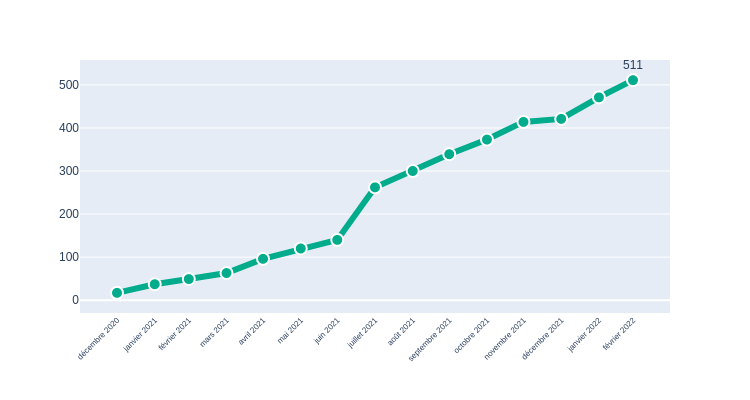 511
500
400
300
200
100
0
décembre 2020
janvier 2021
février 2021
mars 2021
avril 2021
mai 2021
juin 2021
juillet 2021
août 2021
septembre 2021
octobre 2021
novembre 2021
décembre 2021
janvier 2022
février 2022